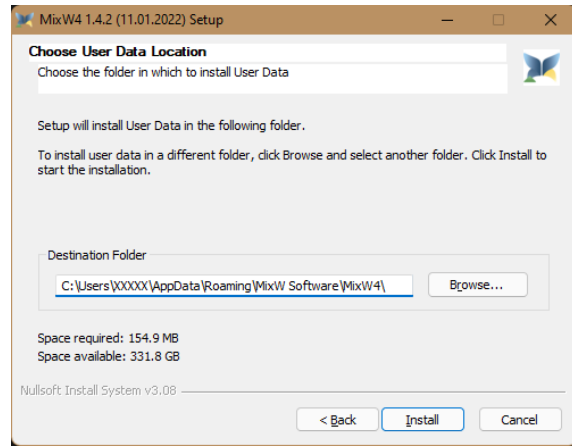 MixW4 1.4.2 (11.01.2022) Setup
Choose User Data Location
Choose the folder in which to install User Data
Setup will install User Data in the following folder.
To install user data in a different folder, click Browse and select another folder. Click Install to
start the installation.
Destination Folder
C:\Users\XXXXX\AppData\Roaming\MixW Software\MixW4\
Browse...
Space required: 154.9 MB
Space available: 331.8 GB
Nullsoft Install System v3.08
< Back
Install
Cancel